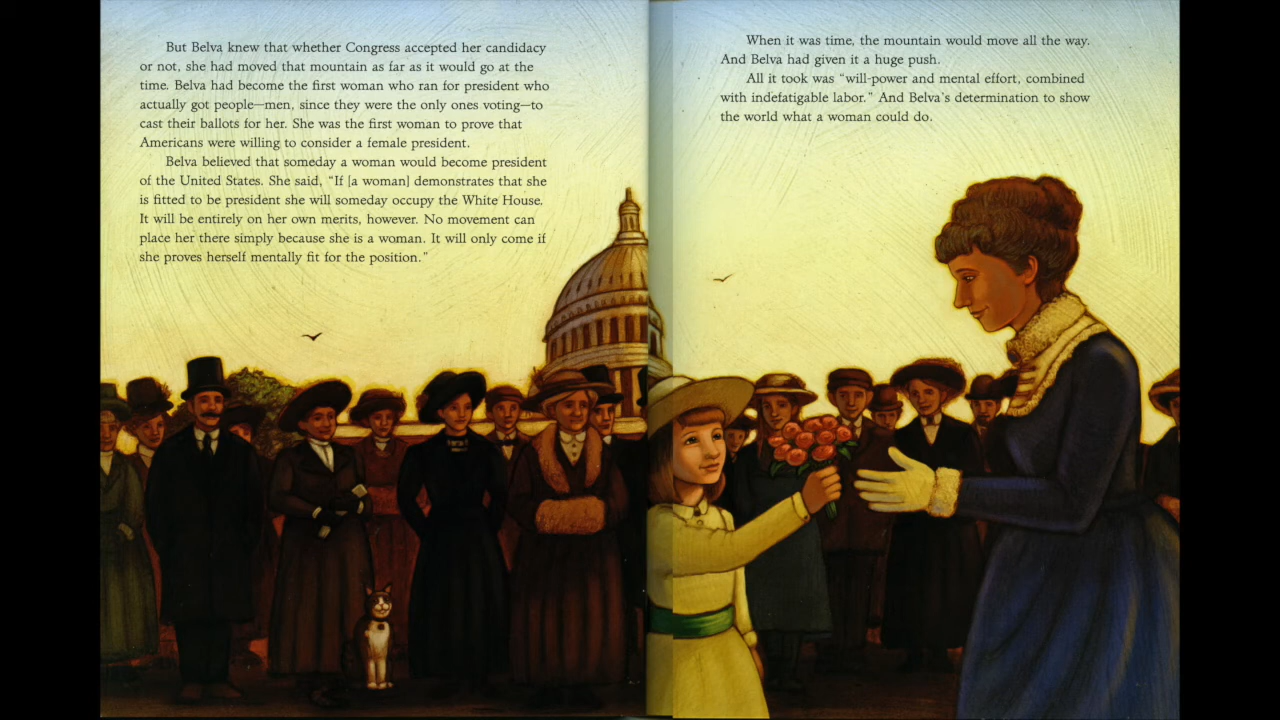 But Belva knew that whether Congress accepted her candidacy
or not, she had moved that mountain as far as it would go at the
time. Belva had become the first woman who ran for president who
actually got people—men, since they were the only ones voting—to
cast their ballots for her. She was the first woman to prove that
Americans were willing to consider a female president.
Belva believed that someday a woman would become president
of the United States. She said, “If [a woman] demonstrates that she
is fitted to be president she will someday occupy the White House.
It will be entirely on her own merits, however. No movement can
place her there simply because she is a woman. It will only come if
she proves herself mentally fit for the position.”
When it was time, the mountain would move all the way.
And Belva had given it a huge push.
All it took was “will-power and mental effort, combined
with indefatigable labor.” And Belva’s determination to show
the world what a woman could do.